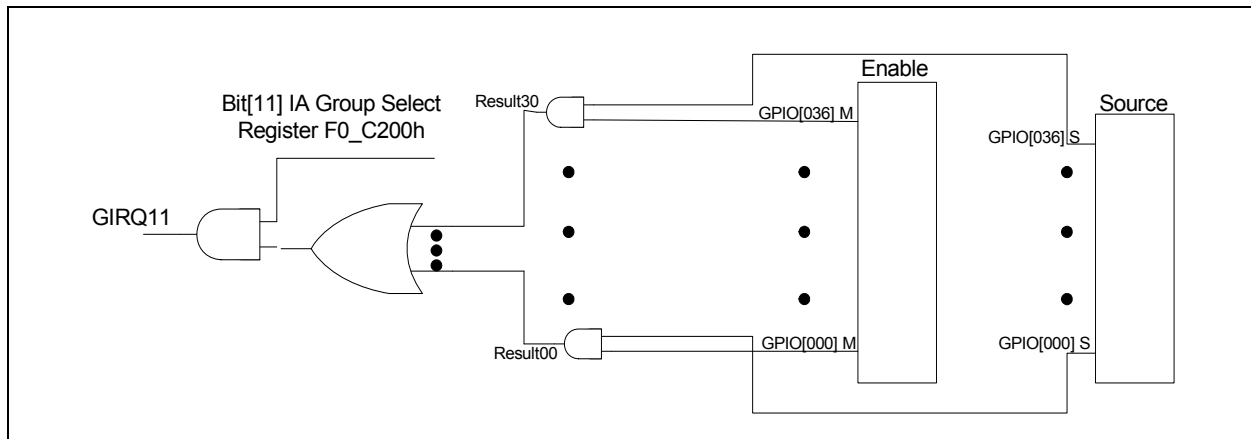 Enable
Bit[11] IA Group Select
Register F0_C200h
Result30
Source
GPIO[036] M
GPIO[036] S
GIRQ11
Result00
GPIO[000] M
GPIO[000] S